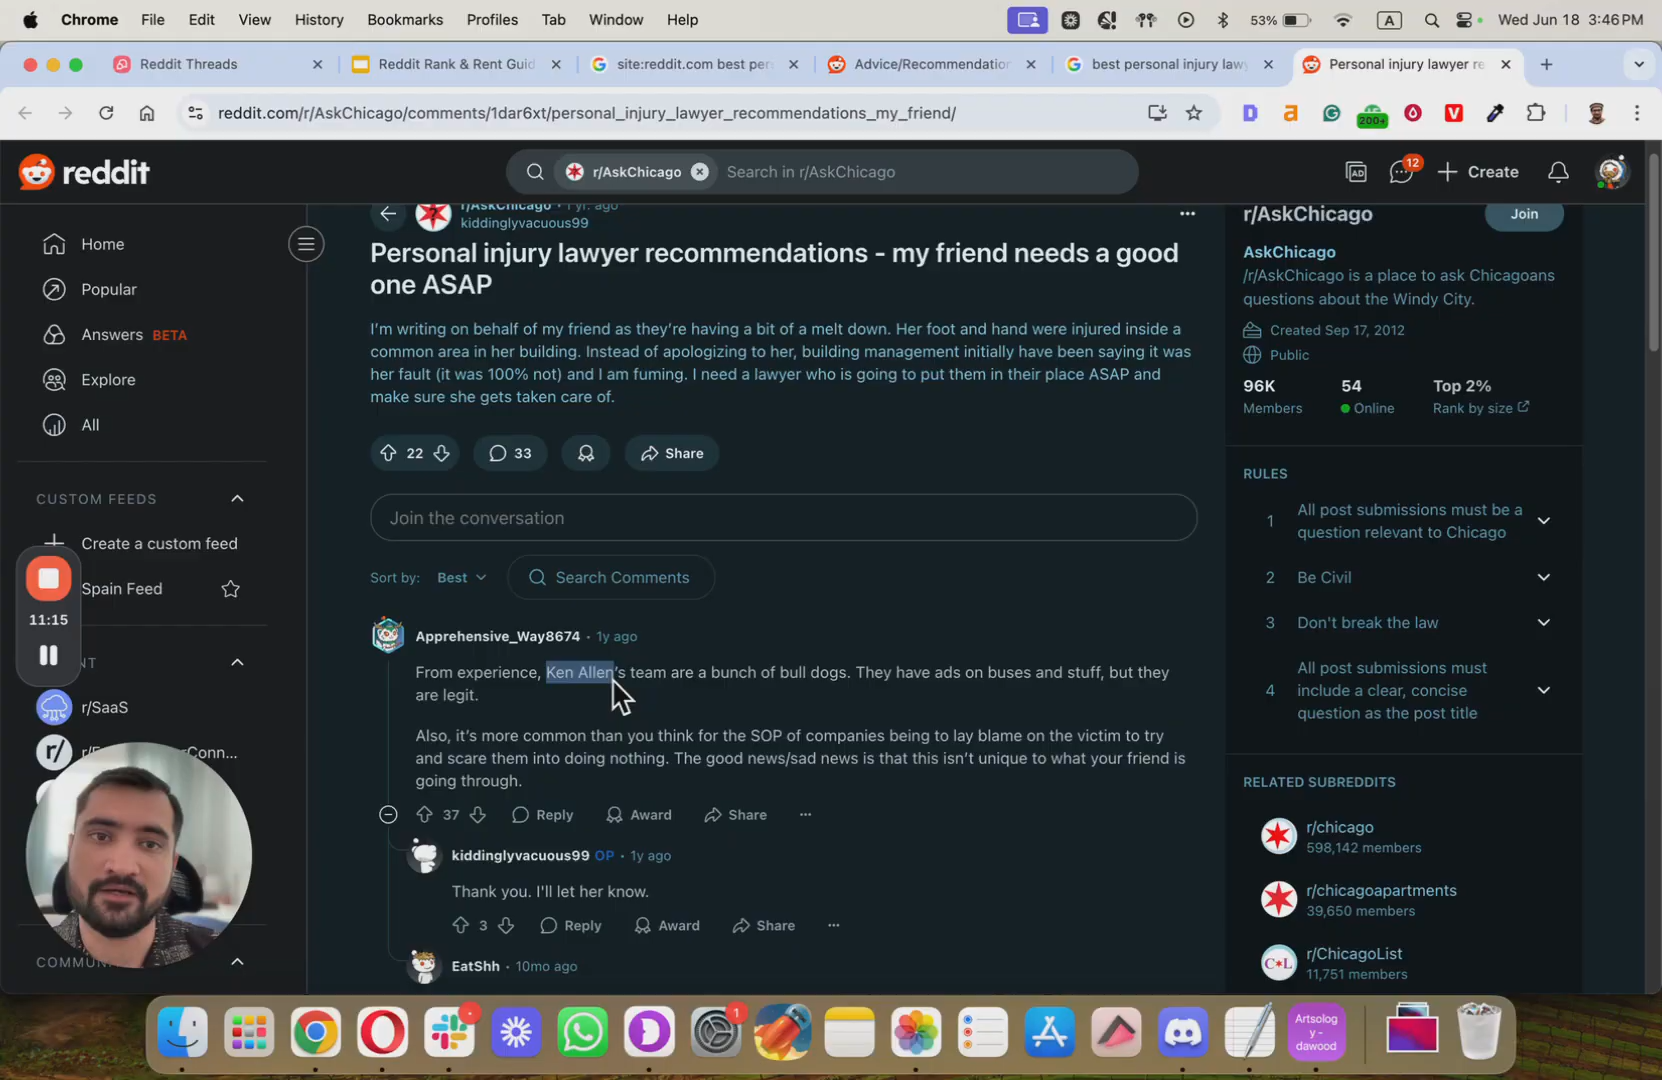 Chrome File Edit View History Bookmarks Profiles Tab Window Help 53% A Wed Jun 18 3:46 PM
Reddit Threads
Reddit Rank & Rent Guid
site:reddit.com best per
Advice/Recommendation
best personal injury law
Personal injury lawyer re
reddit.com/r/AskChicago/comments/1dar6xt/personal_injury_lawyer_recommendations_my_friend/
200+
reddit
r/AskChicago
Search in r/AskChicago
12
Create
Home
Popular
Answers BETA
Explore
All
CUSTOM FEEDS
Create a custom feed
Spain Feed
11:15
NT
r/SaaS
COMMU
r/AskChicago • 1 yr. ago
kiddinglyvacuous99
Personal injury lawyer recommendations - my friend needs a good
one ASAP
I'm writing on behalf of my friend as they're having a bit of a melt down. Her foot and hand were injured inside a
common area in her building. Instead of apologizing to her, building management initially have been saying it was
her fault (it was 100% not) and I am fuming. I need a lawyer who is going to put them in their place ASAP and
make sure she gets taken care of.
22
33
Share
Join the conversation
Sort by: Best
Search Comments
Apprehensive_Way8674 • 1y ago
From experience, Ken Allen's team are a bunch of bull dogs. They have ads on buses and stuff, but they
are legit.
Also, it's more common than you think for the SOP of companies being to lay blame on the victim to try
and scare them into doing nothing. The good news/sad news is that this isn't unique to what your friend is
going through.
37 Reply Award Share
kiddinglyvacuous99 OP • 1y ago
Thank you. I'll let her know.
3 Reply Award Share
EatShh • 10mo ago
r/AskChicago
Join
AskChicago
/r/AskChicago is a place to ask Chicagoans
questions about the Windy City.
Created Sep 17, 2012
Public
96K 54 Top 2%
Members Online Rank by size
RULES
1 All post submissions must be a
question relevant to Chicago
2 Be Civil
3 Don't break the law
4 All post submissions must
include a clear, concise
question as the post title
RELATED SUBREDDITS
r/chicago
598,142 members
r/chicagoapartments
39,650 members
C*L
r/ChicagoList
11,751 members
1
Artsolog
y -
dawood